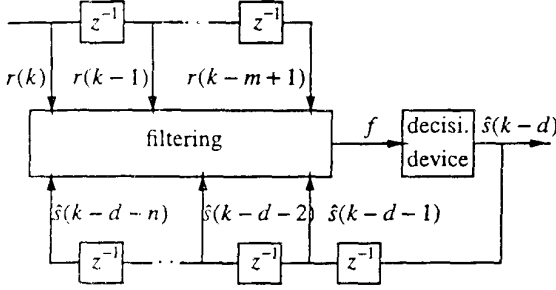 z⁻¹ z⁻¹
r(k) r(k−1) r(k−m+1)
filtering f decisi. ŝ(k−d)
device
ŝ(k−d−n) ŝ(k−d−2) ŝ(k−d−1)
z⁻¹ z⁻¹ z⁻¹